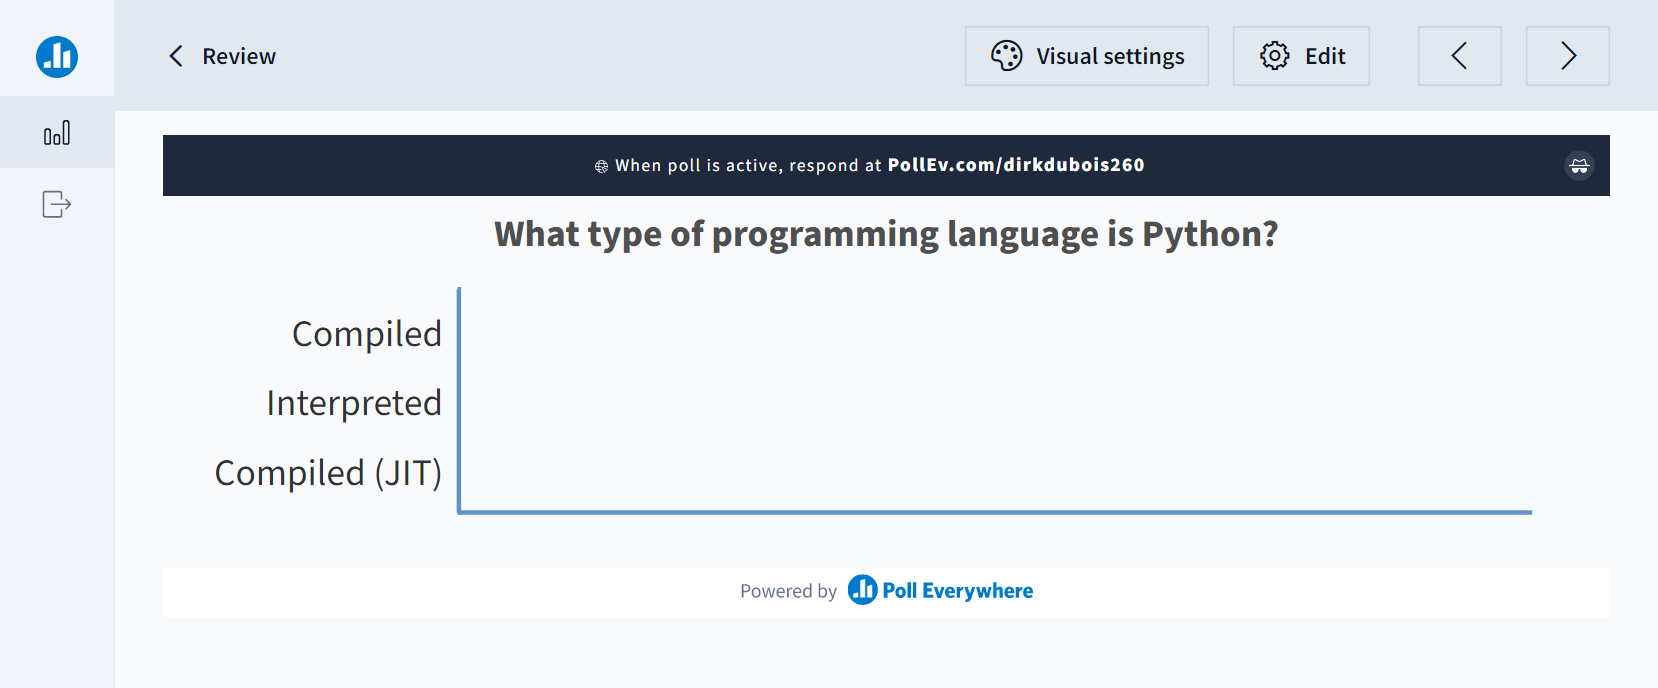 Review
Visual settings
Edit
When poll is active, respond at PollEv.com/dirkdubois260
What type of programming language is Python?
Compiled
Interpreted
Compiled (JIT)
Powered by Poll Everywhere